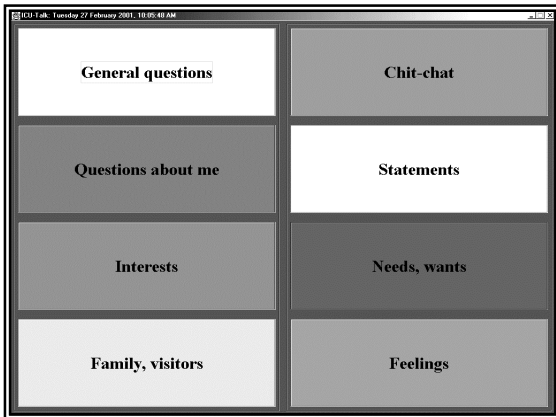 ICU-Talk: Tuesday 27 February 2001, 10:05:48 AM
General questions
Chit-chat
Questions about me
Statements
Interests
Needs, wants
Family, visitors
Feelings